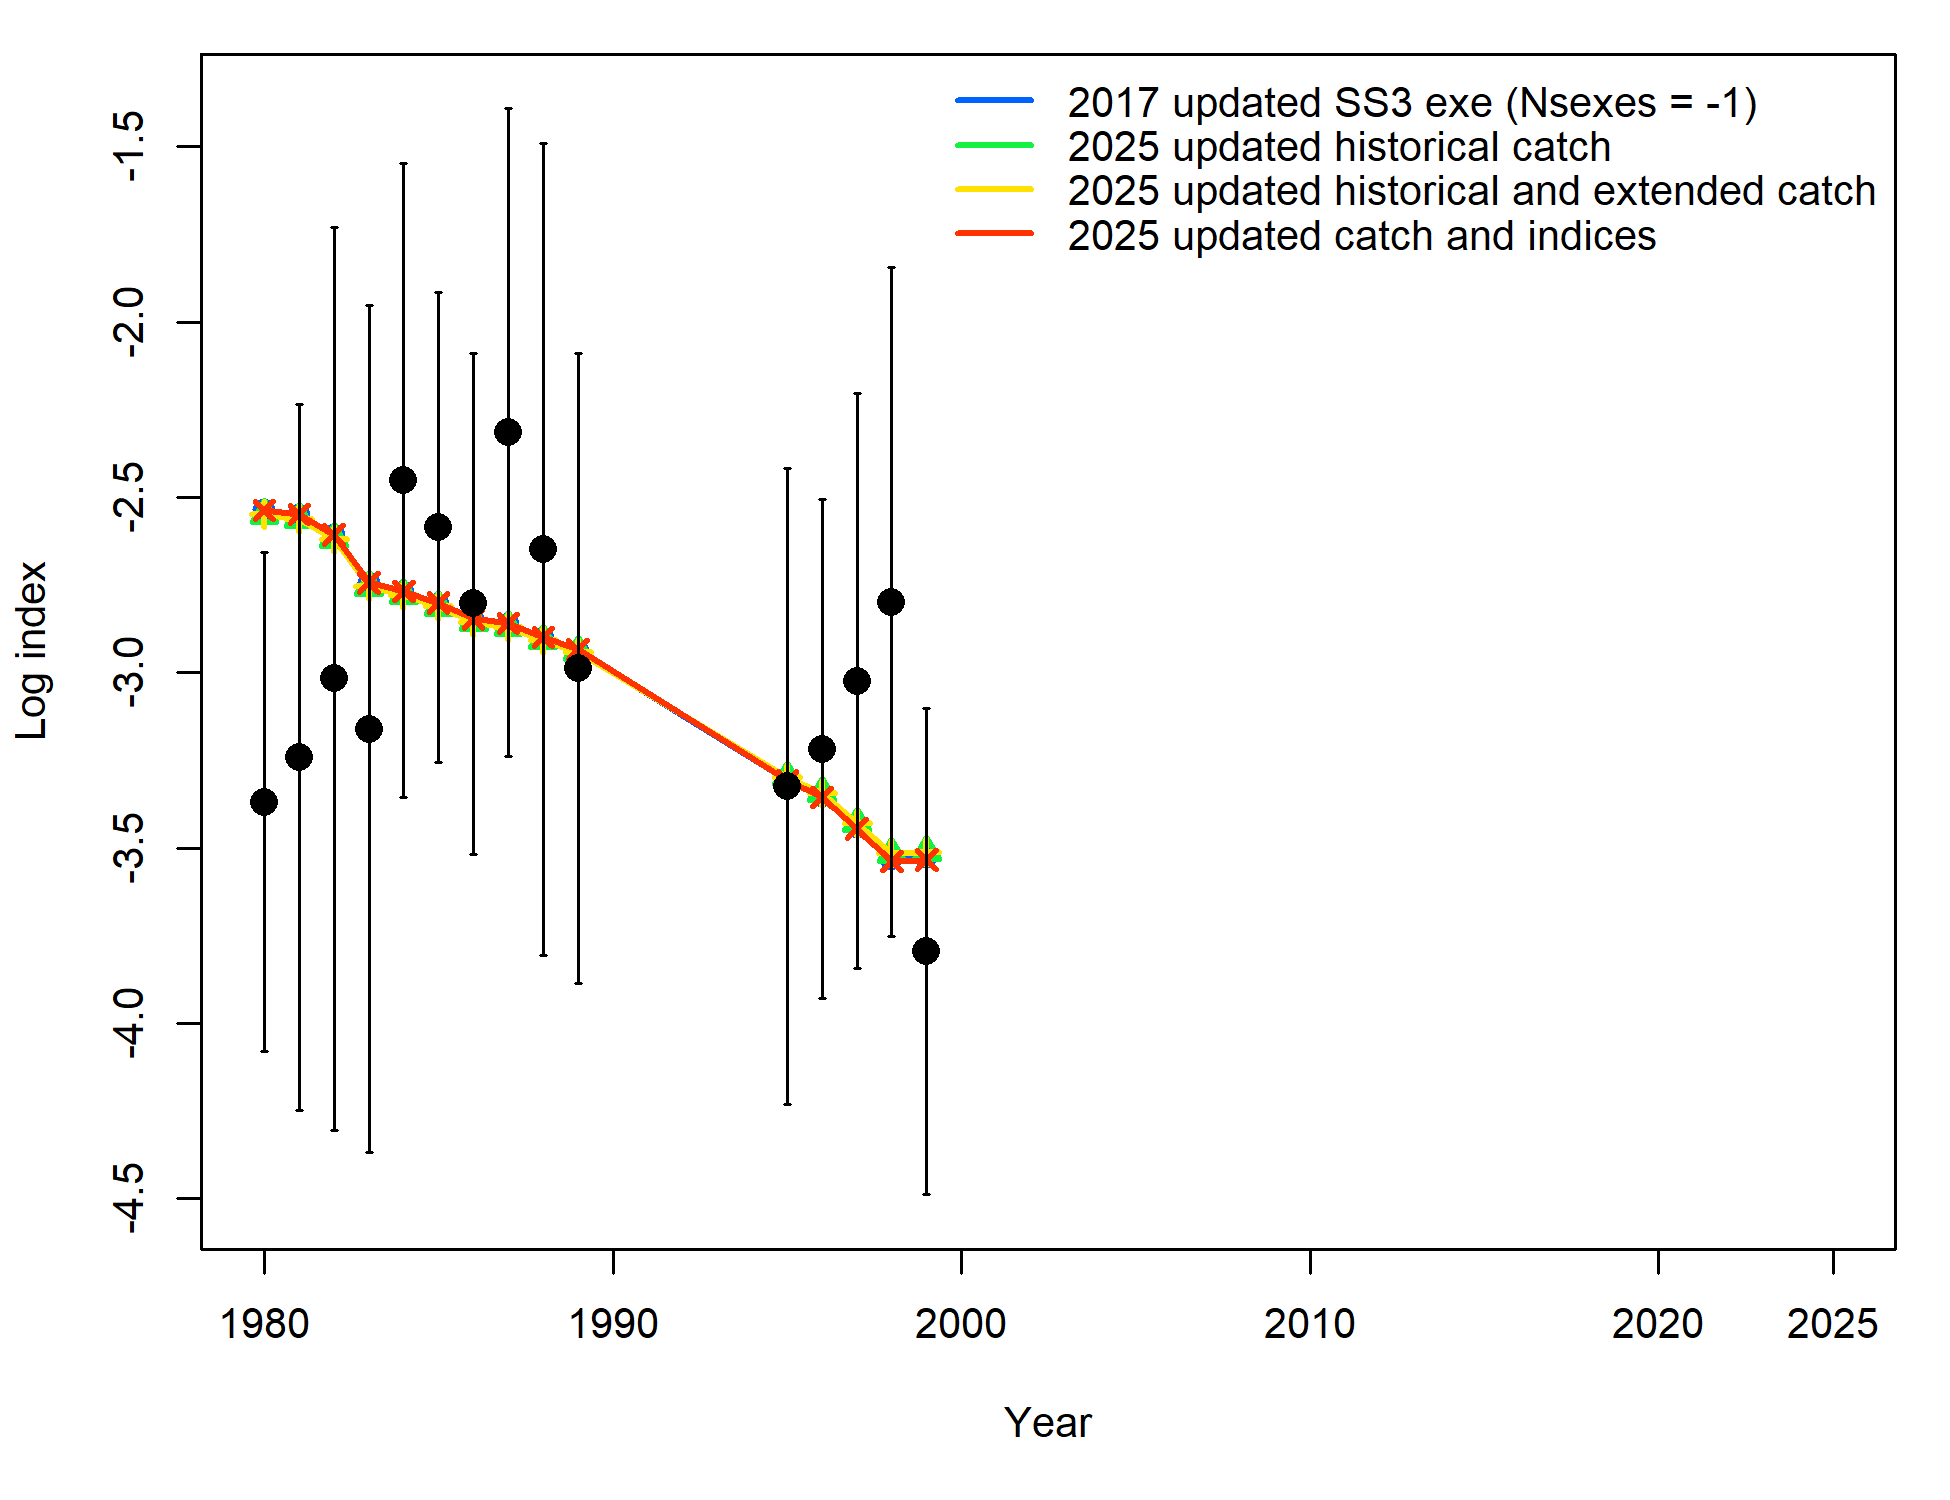 2017 updated SS3 exe (Nsexes = -1)
2025 updated historical catch
2025 updated historical and extended catch
2025 updated catch and indices
Log index
-1.5
-2.0
-2.5
-3.0
-3.5
-4.0
-4.5
1980 1990 2000 2010 2020 2025
Year